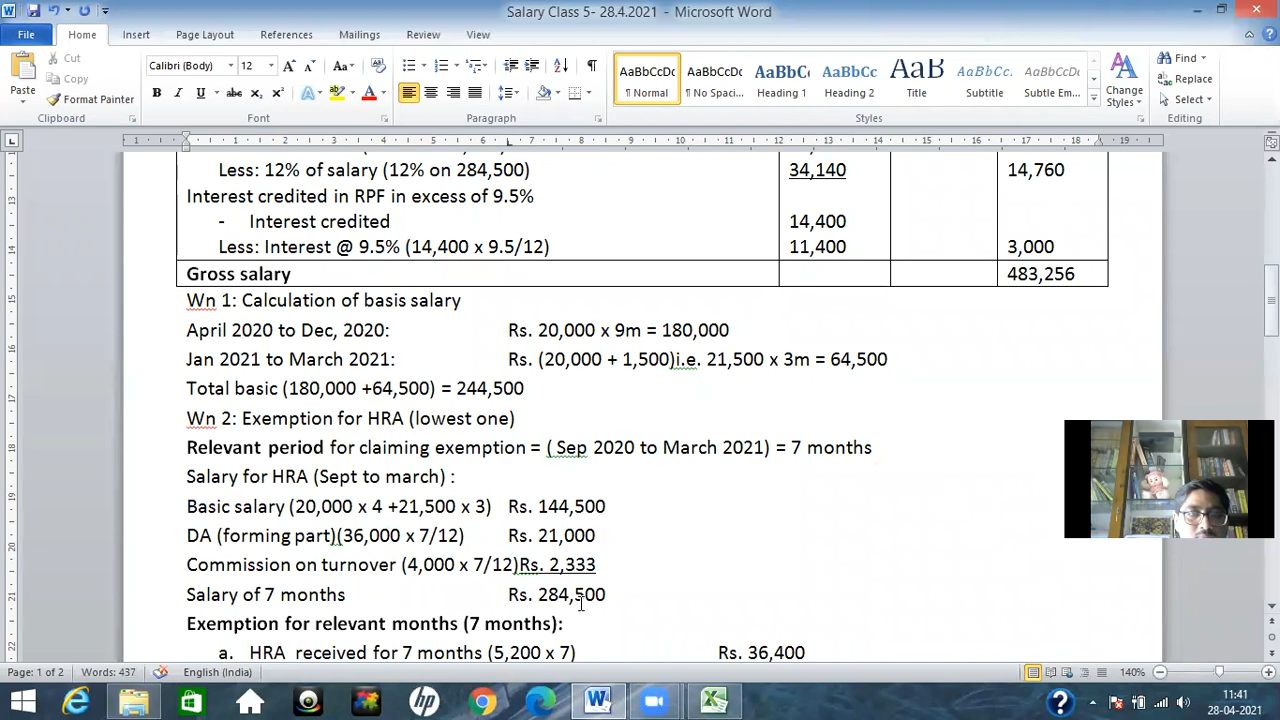 Salary Class 5- 28.4.2021 - Microsoft Word
File Home Insert Page Layout References Mailings Review View
Paste
Cut
Copy
Format Painter
Calibri (Body) 12
AaBbCcDc AaBbCcDc AaBbCc AaBbCc AaB AaBbCc. AaBbCcDc
¶ Normal ¶ No Spaci... Heading 1 Heading 2 Title Subtitle Subtle Em...
Change Styles
Find
Replace
Select
Clipboard Font Paragraph Styles Editing
Less: 12% of salary (12% on 284,500) 34,140 14,760
Interest credited in RPF in excess of 9.5%
- Interest credited 14,400
Less: Interest @ 9.5% (14,400 x 9.5/12) 11,400 3,000
Gross salary 483,256
Wn 1: Calculation of basis salary
April 2020 to Dec, 2020: Rs. 20,000 x 9m = 180,000
Jan 2021 to March 2021: Rs. (20,000 + 1,500)i.e. 21,500 x 3m = 64,500
Total basic (180,000 +64,500) = 244,500
Wn 2: Exemption for HRA (lowest one)
Relevant period for claiming exemption = ( Sep 2020 to March 2021) = 7 months
Salary for HRA (Sept to march) :
Basic salary (20,000 x 4 +21,500 x 3) Rs. 144,500
DA (forming part)(36,000 x 7/12) Rs. 21,000
Commission on turnover (4,000 x 7/12)Rs. 2,333
Salary of 7 months Rs. 284,500
Exemption for relevant months (7 months):
a. HRA received for 7 months (5,200 x 7) Rs. 36,400
Page: 1 of 2 Words: 437 English (India) 140%
11:41
28-04-2021